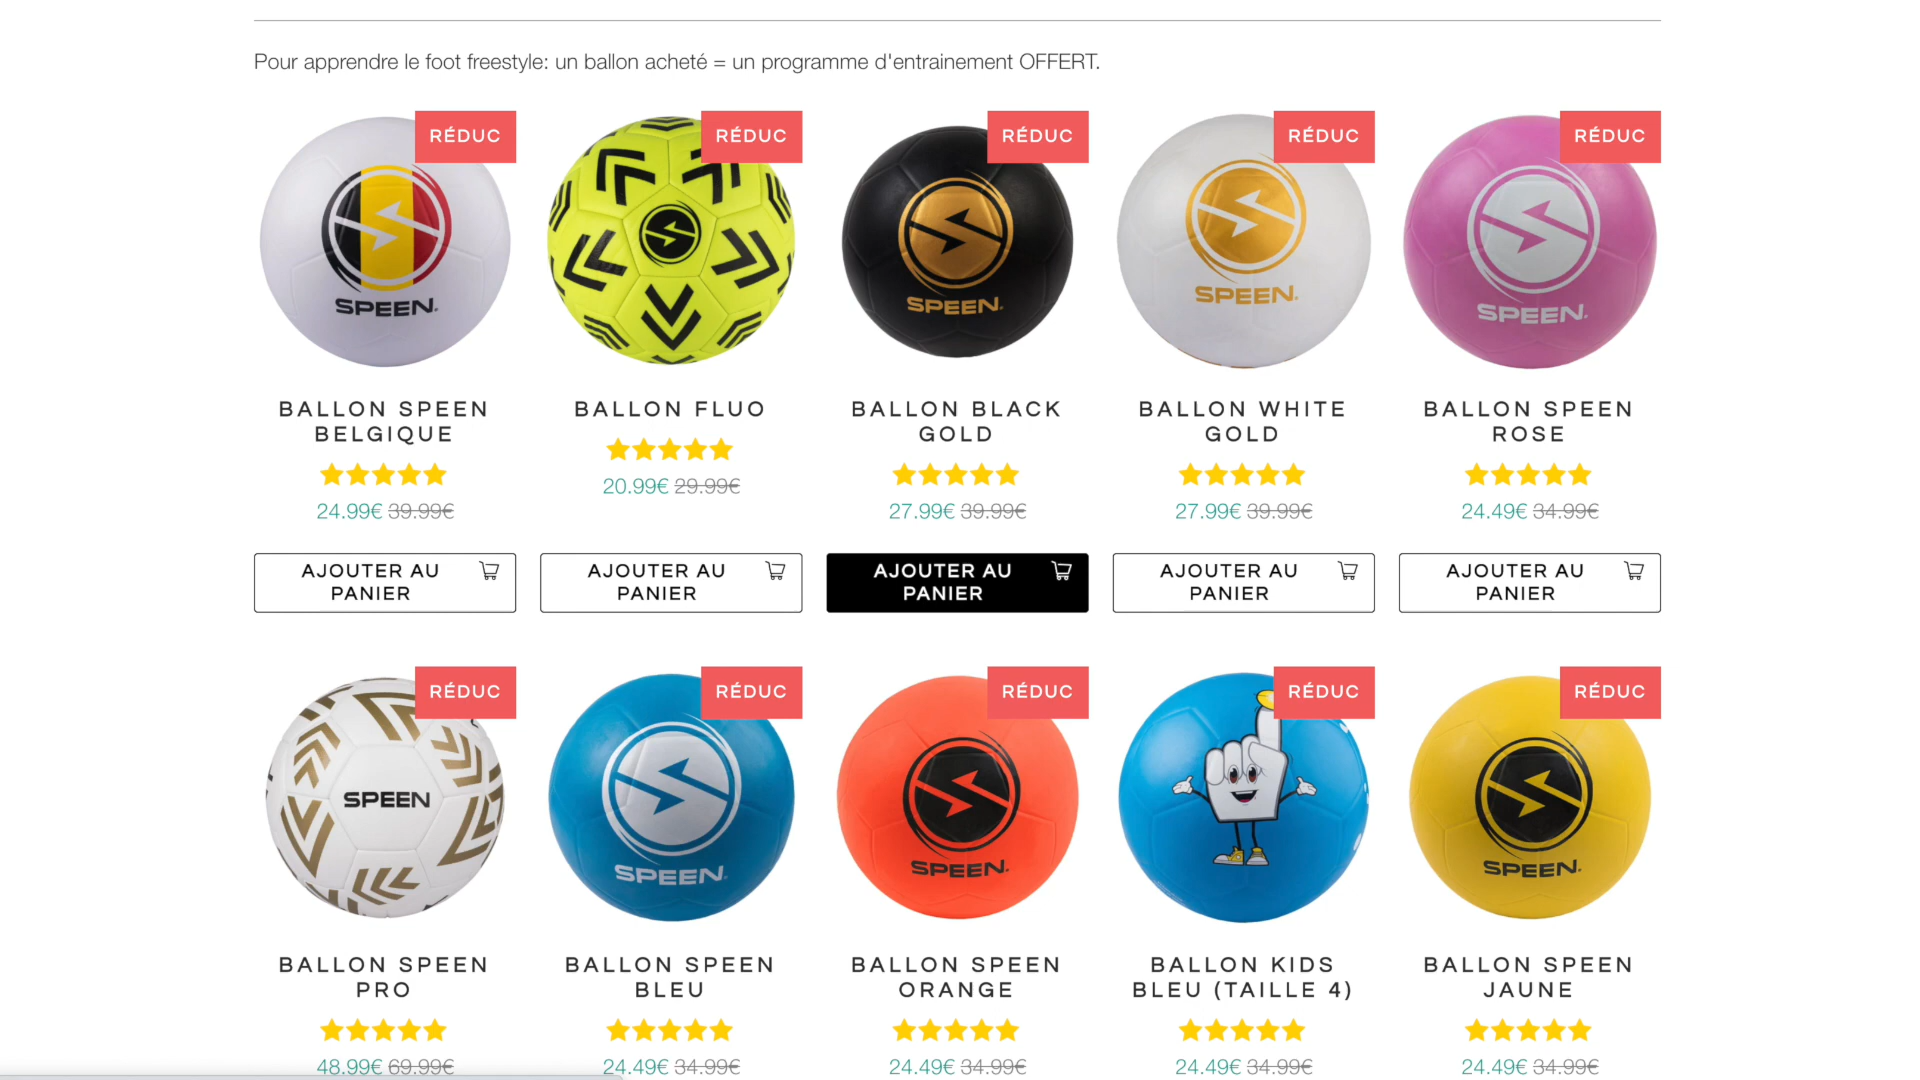 Pour apprendre le foot freestyle: un ballon acheté = un programme d'entrainement OFFERT.
RÉDUC
RÉDUC
RÉDUC
RÉDUC
RÉDUC
SPEEN
SPEEN
SPEEN
SPEEN
BALLON SPEEN
BELGIQUE
24.99€ 39.99€
BALLON FLUO
20.99€ 29.99€
BALLON BLACK
GOLD
27.99€ 39.99€
BALLON WHITE
GOLD
27.99€ 39.99€
BALLON SPEEN
ROSE
24.49€ 34.99€
AJOUTER AU
PANIER
AJOUTER AU
PANIER
AJOUTER AU
PANIER
AJOUTER AU
PANIER
AJOUTER AU
PANIER
RÉDUC
RÉDUC
RÉDUC
RÉDUC
RÉDUC
SPEEN
SPEEN
SPEEN
SPEEN
BALLON SPEEN
PRO
48.99€ 69.99€
BALLON SPEEN
BLEU
24.49€ 34.99€
BALLON SPEEN
ORANGE
24.49€ 34.99€
BALLON KIDS
BLEU (TAILLE 4)
24.49€ 34.99€
BALLON SPEEN
JAUNE
24.49€ 34.99€